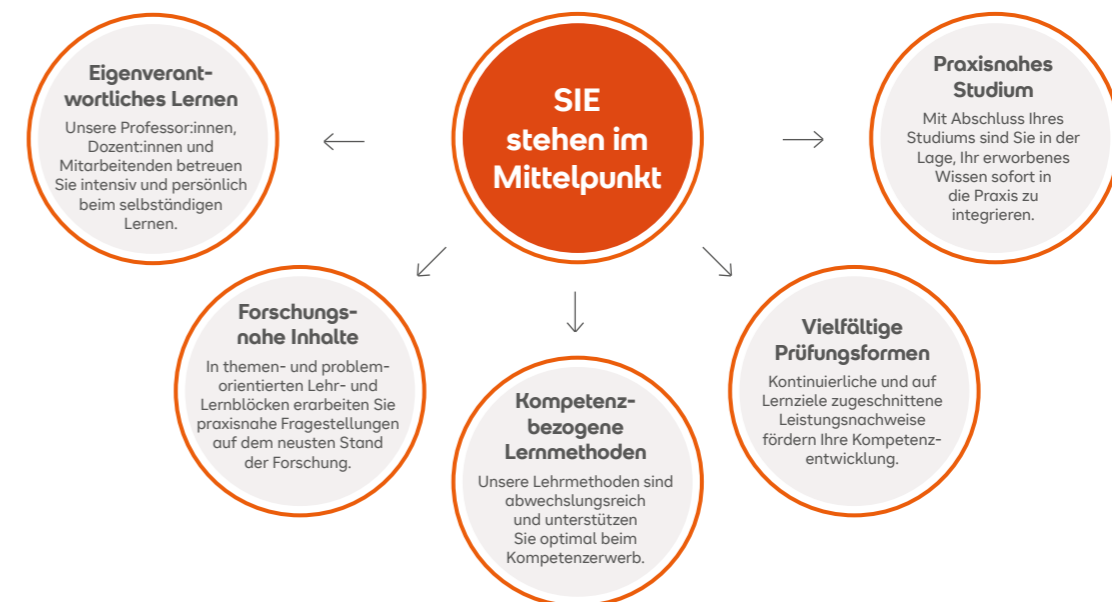 SIE
stehen im
Mittelpunkt
Eigenverant-
wortliches Lernen
Unsere Professor:innen,
Dozent:innen und
Mitarbeitenden betreuen
Sie intensiv und persönlich
beim selbständigen
Lernen.
Forschungs-
nahe Inhalte
In themen- und problem-
orientierten Lehr- und
Lernblöcken erarbeiten Sie
praxisnahe Fragestellungen
auf dem neusten Stand
der Forschung.
Kompetenz-
bezogene
Lernmethoden
Unsere Lehrmethoden sind
abwechslungsreich
und unterstützen
Sie optimal beim
Kompetenzerwerb.
Vielfältige
Prüfungsformen
Kontinuierliche und auf
Lernziele zugeschnittene
Leistungsnachweise
fördern Ihre Kompetenz-
entwicklung.
Praxisnahes
Studium
Mit Abschluss Ihres
Studiums sind Sie in der
Lage, Ihr erworbenes
Wissen sofort in
die Praxis zu
integrieren.